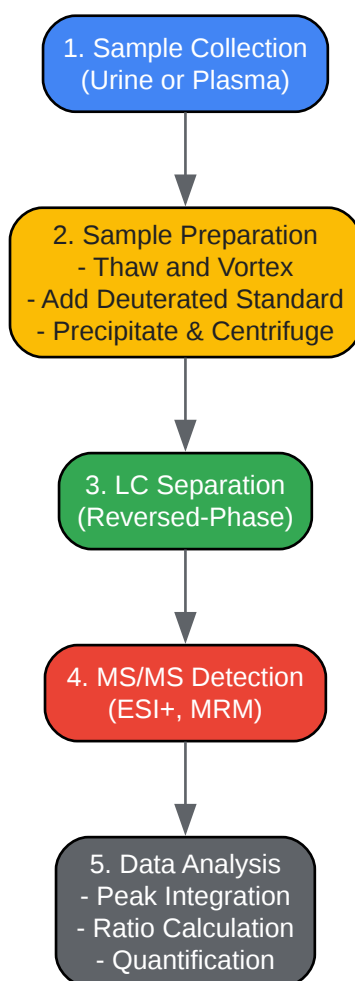 1. Sample Collection
(Urine or Plasma)
2. Sample Preparation
- Thaw and Vortex
- Add Deuterated Standard
- Precipitate & Centrifuge
3. LC Separation
(Reversed-Phase)
4. MS/MS Detection
(ESI+, MRM)
5. Data Analysis
- Peak Integration
- Ratio Calculation
- Quantification